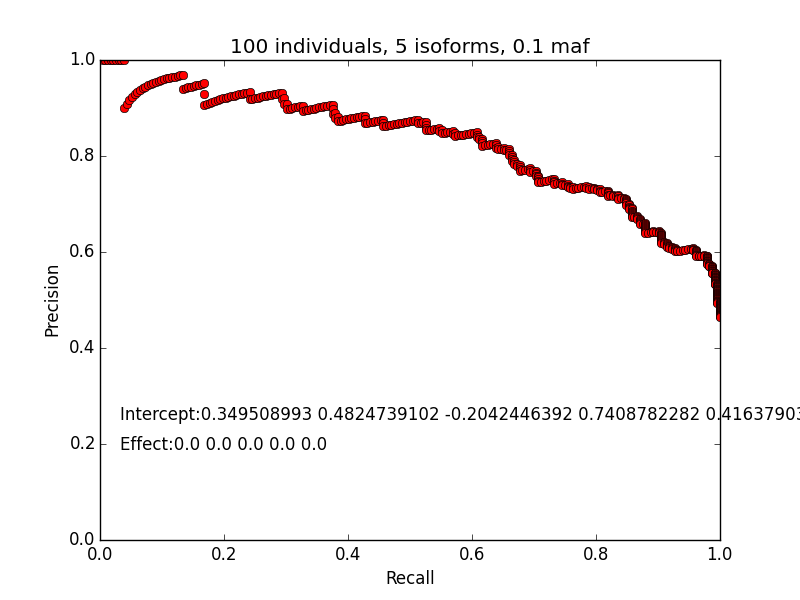 100 individuals, 5 isoforms, 0.1 maf
1.0
0.8
0.6
0.4
0.2
0.0
Precision
Intercept:0.349508993 0.4824739102 -0.2042446392 0.7408782282 0.41637903
Effect:0.0 0.0 0.0 0.0 0.0
0.0 0.2 0.4 0.6 0.8 1.0
Recall